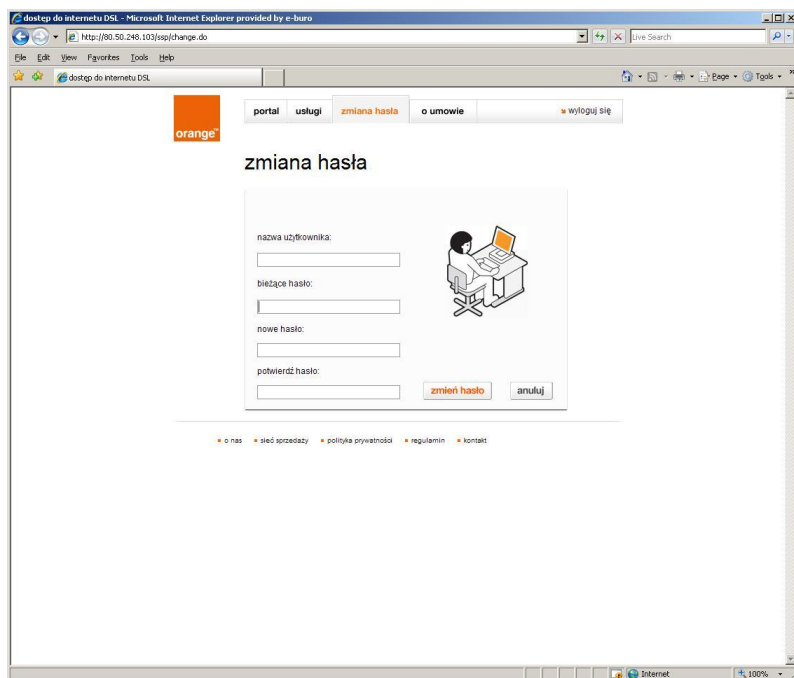 dostęp do internetu DSL - Microsoft Internet Explorer provided by e-buro
http://80.50.248.103/ssp/change.do
Live Search
File Edit View Favorites Tools Help
dostęp do internetu DSL
Page Tools
portal usługi zmiana hasła o umowie wyloguj się
orange™
zmiana hasła
nazwa użytkownika:
bieżące hasło:
nowe hasło:
potwierdź hasło:
zmień hasło anuluj
o nas sieć sprzedaży polityka prywatności regulamin kontakt
Internet 100%